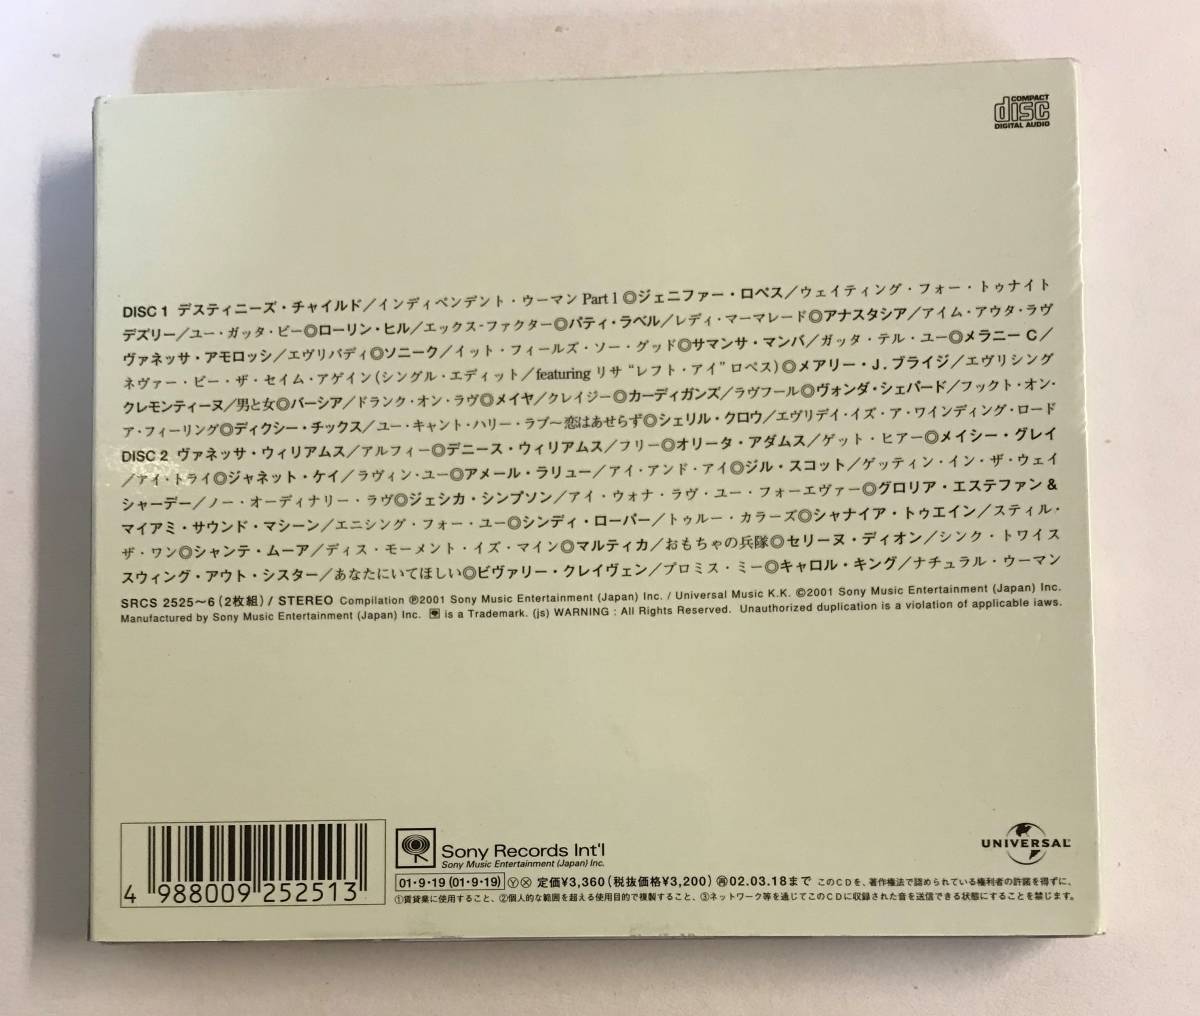 COMPACT
disc
DIGITAL AUDIO
DISC 1 デスティニーズ・チャイルド/インディペンデント・ウーマン Part 1◎ジェニファー・ロペス/ウェイティング・フォー・トゥナイト
デズリー/ユー・ガッタ・ビー◎ローリン・ヒル/エックス-ファクター◎パティ・ラベル/レディ・マーマレード◎アナスタシア/アイム・アウタ・ラヴ
ヴァネッサ・アモロッシ/エヴリバディ◎ソニーク/イット・フィールズ・ソー・グッド◎サマンサ・マンバ/ガッタ・テル・ユー◎メラニー C/
ネヴァー・ビー・ザ・セイム・アゲイン(シングル・エディット/featuring リサ“レフト・アイ”ロペス)◎メアリー・J.ブライジ/エヴリシング
クレモンティーヌ/男と女◎バーシア/ドランク・オン・ラヴ◎メイヤ/クレイジー◎カーディガンズ/ラヴフール◎ヴォンダ・シェパード/フックト・オン・
ア・フィーリング◎ディクシー・チックス/ユー・キャント・ハリー・ラブ〜恋はあせらず◎シェリル・クロウ/エヴリデイ・イズ・ア・ワインディング・ロード
DISC 2 ヴァネッサ・ウィリアムス/アルフィー◎デニース・ウィリアムス/フリー◎オリータ・アダムス/ゲット・ヒアー◎メイシー・グレイ
/アイ・トライ◎ジャネット・ケイ/ラヴィン・ユー◎アメール・ラリュー/アイ・アンド・アイ◎ジル・スコット/ゲッティン・イン・ザ・ウェイ
シャーデー/ノー・オーディナリー・ラヴ◎ジェシカ・シンプソン/アイ・ウォナ・ラヴ・ユー・フォーエヴァー◎グロリア・エステファン&
マイアミ・サウンド・マシーン/エニシング・フォー・ユー◎シンディ・ローパー/トゥルー・カラーズ◎シャナイア・トゥエイン/スティル・
ザ・ワン◎シャンテ・ムーア/ディス・モーメント・イズ・マイン◎マルティカ/おもちゃの兵隊◎セリーヌ・ディオン/シンク・トワイス
スウィング・アウト・シスター/あなたにいてほしい◎ビヴァリー・クレイヴェン/プロミス・ミー◎キャロル・キング/ナチュラル・ウーマン
SRCS 2525〜6(2枚組)/ STEREO Compilation ℗2001 Sony Music Entertainment (Japan) Inc. / Universal Music K.K. ©2001 Sony Music Entertainment (Japan) Inc.
Manufactured by Sony Music Entertainment (Japan) Inc. is a Trademark. (js) WARNING : All Rights Reserved. Unauthorized duplication is a violation of applicable iaws.
4 988009 252513
Sony Records Int'l
Sony Music Entertainment (Japan) Inc.
UNIVERSAL
01・9・19 (01・9・19) Ⓨ ⊗ 定価¥3,360(税抜価格¥3,200) ㊮02.03.18まで このCDを、著作権法で認められている権利者の許諾を得ずに、
①賃貸業に使用すること、②個人的な範囲を超える使用目的で複製すること、③ネットワーク等を通じてこのCDに収録された音を送信できる状態にすることを禁じます。